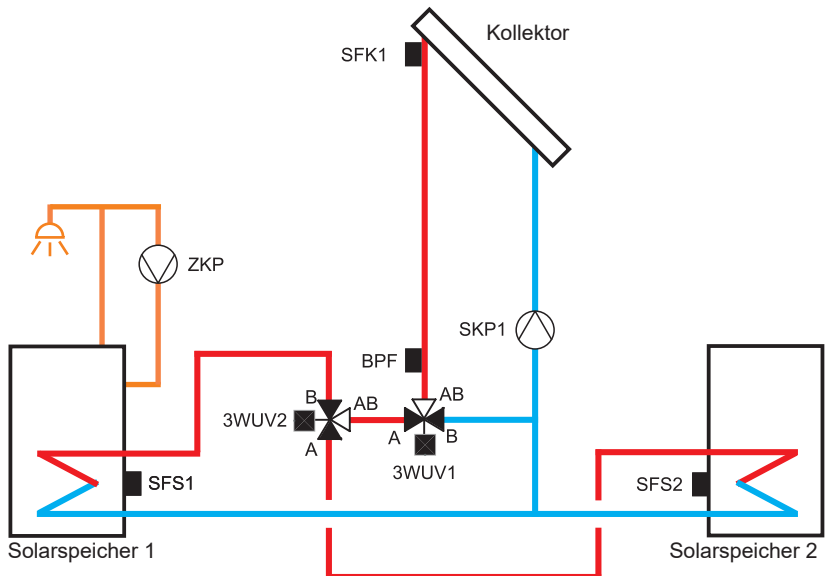 Kollektor
SFK1
ZKP
SKP1
BPF
B
AB
AB
3WUV2
A
B
A
3WUV1
SFS1
SFS2
Solarspeicher 1
Solarspeicher 2